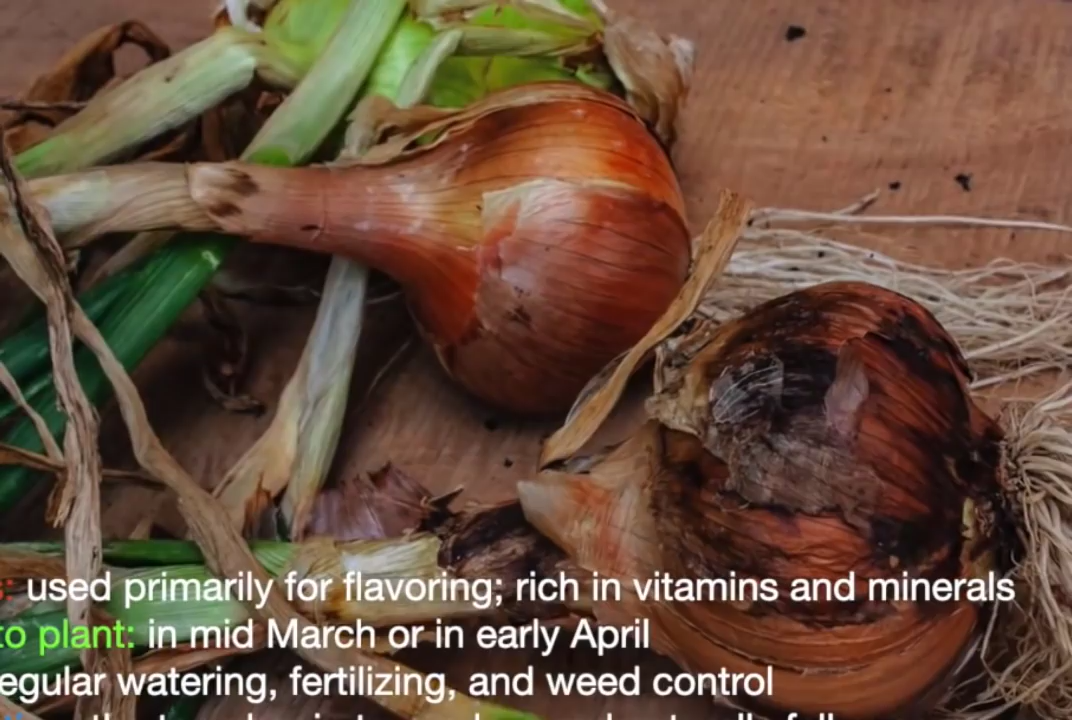 s: used primarily for flavoring; rich in vitamins and minerals
to plant: in mid March or in early April
egular watering, fertilizing, and weed control